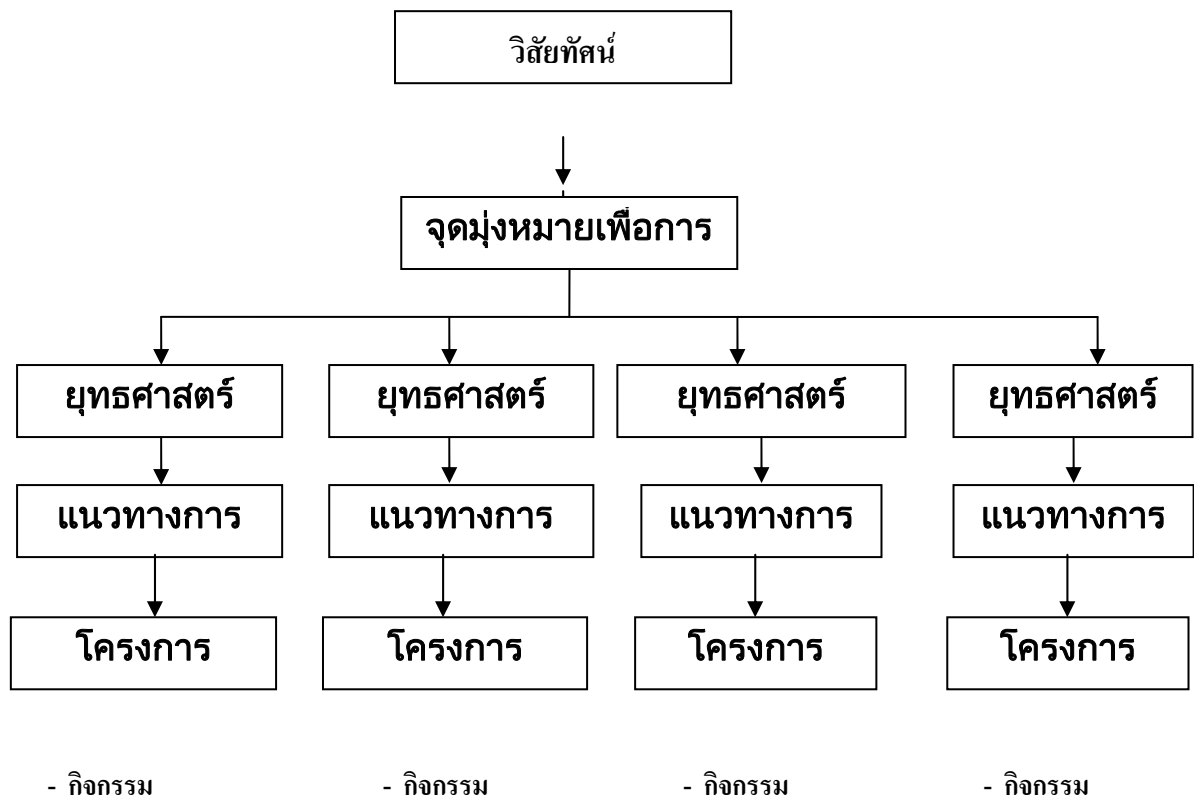 วิสัยทัศน์
จุดมุ่งหมายเพื่อการ
ยุทธศาสตร์ ยุทธศาสตร์ ยุทธศาสตร์ ยุทธศาสตร์
แนวทางการ แนวทางการ แนวทางการ แนวทางการ
โครงการ โครงการ โครงการ โครงการ
- กิจกรรม - กิจกรรม - กิจกรรม - กิจกรรม